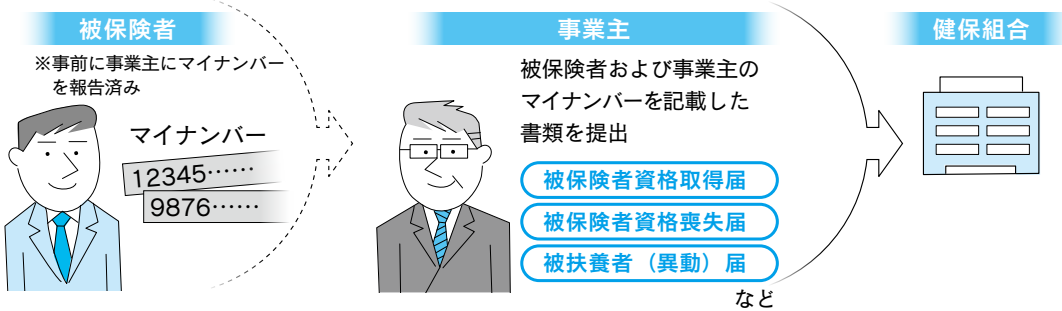 被保険者
※事前に事業主にマイナンバー
を報告済み
マイナンバー
12345……
9876……
事業主
被保険者および事業主の
マイナンバーを記載した
書類を提出
被保険者資格取得届
被保険者資格喪失届
被扶養者（異動）届
など
健保組合